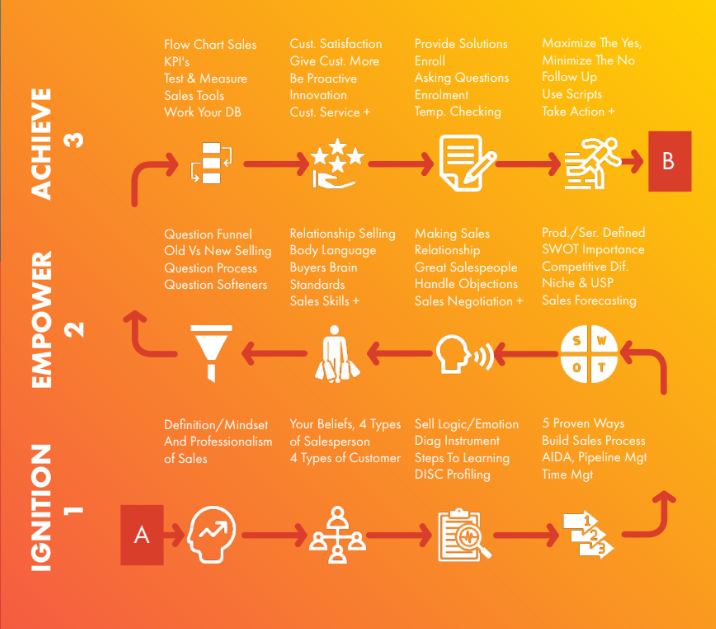 Flow Chart Sales
KPI's
Test & Measure
Sales Tools
Work Your DB
Cust. Satisfaction
Give Cust. More
Be Proactive
Innovation
Cust. Service +
Provide Solutions
Enroll
Asking Questions
Enrolment
Temp. Checking
Maximize The Yes,
Minimize The No
Follow Up
Use Scripts
Take Action +
ACHIEVE
3
B
Question Funnel
Old Vs New Selling
Question Process
Question Softeners
Relationship Selling
Body Language
Buyers Brain
Standards
Sales Skills +
Making Sales
Relationship
Great Salespeople
Handle Objections
Sales Negotiation +
Prod./Ser. Defined
SWOT Importance
Competitive Dif.
Niche & USP
Sales Forecasting
EMPOWER
2
S W
O T
Definition/Mindset
And Professionalism
of Sales
Your Beliefs, 4 Types
of Salesperson
4 Types of Customer
Sell Logic/Emotion
Diag Instrument
Steps To Learning
DISC Profiling
5 Proven Ways
Build Sales Process
AIDA, Pipeline Mgt
Time Mgt
IGNITION
1
A
1
2
3